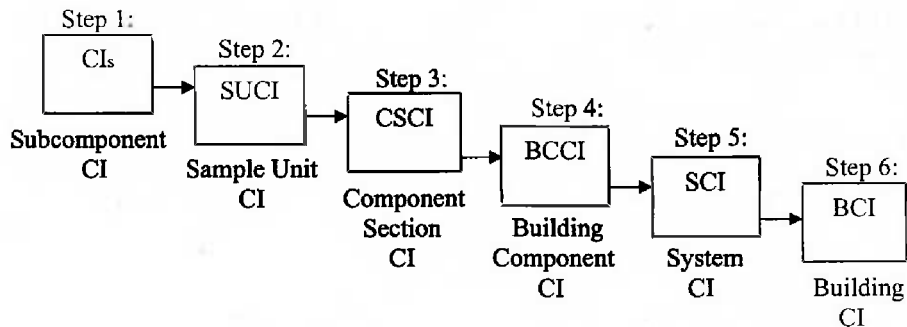 Step 1:
CIs
Subcomponent
CI
Step 2:
SUCI
Sample Unit
CI
Step 3:
CSCI
Component
Section
CI
Step 4:
BCCI
Building
Component
CI
Step 5:
SCI
System
CI
Step 6:
BCI
Building
CI